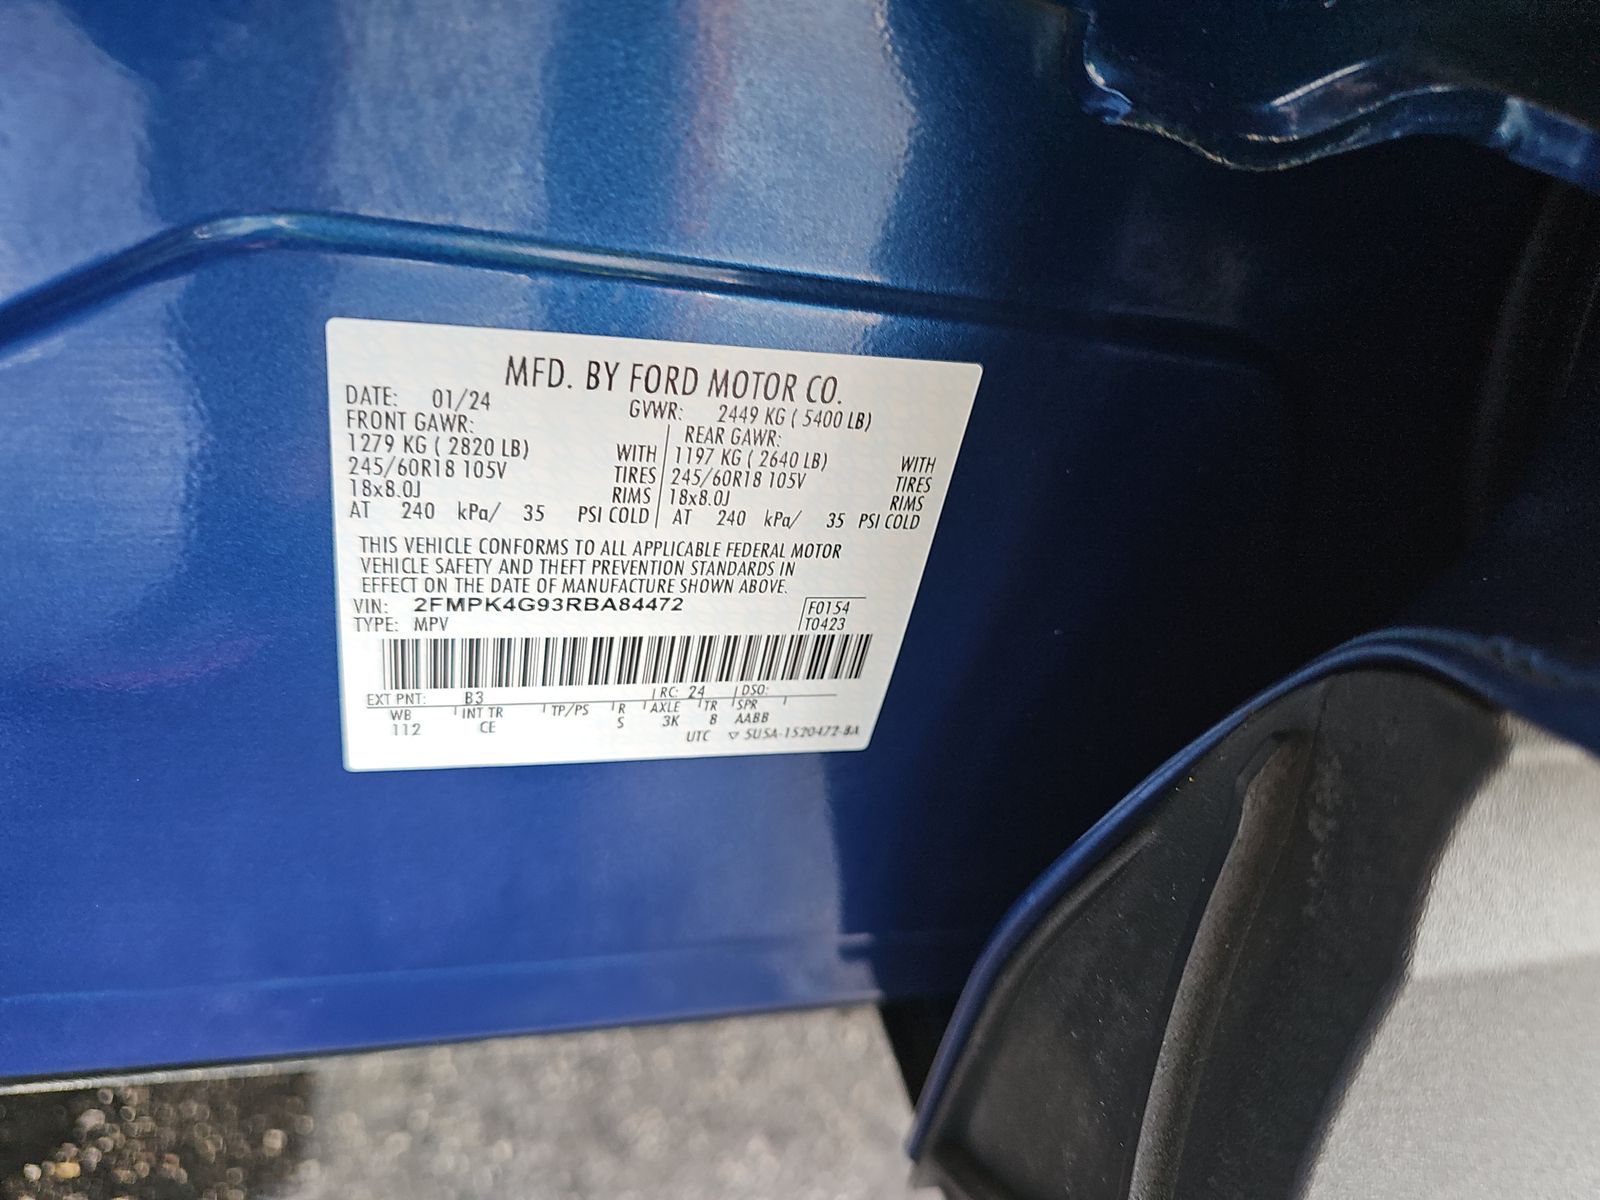 MFD. BY FORD MOTOR CO.
DATE: 01/24 GVWR: 2449 KG ( 5400 LB)
FRONT GAWR: REAR GAWR:
1279 KG ( 2820 LB) WITH 1197 KG ( 2640 LB) WITH
245/60R18 105V TIRES 245/60R18 105V TIRES
18x8.0J RIMS 18x8.0J RIMS
AT 240 kPa/ 35 PSI COLD AT 240 kPa/ 35 PSI COLD
THIS VEHICLE CONFORMS TO ALL APPLICABLE FEDERAL MOTOR
VEHICLE SAFETY AND THEFT PREVENTION STANDARDS IN
EFFECT ON THE DATE OF MANUFACTURE SHOWN ABOVE.
VIN: 2FMPK4G93RBA84472 F0154
TYPE: MPV T0423
EXT PNT: B3 RC: 24 DSO:
WB INT TR TP/PS R AXLE TR SPR
112 CE S 3K 8 AABB
UTC ▽ 5U5A-1520472-BA